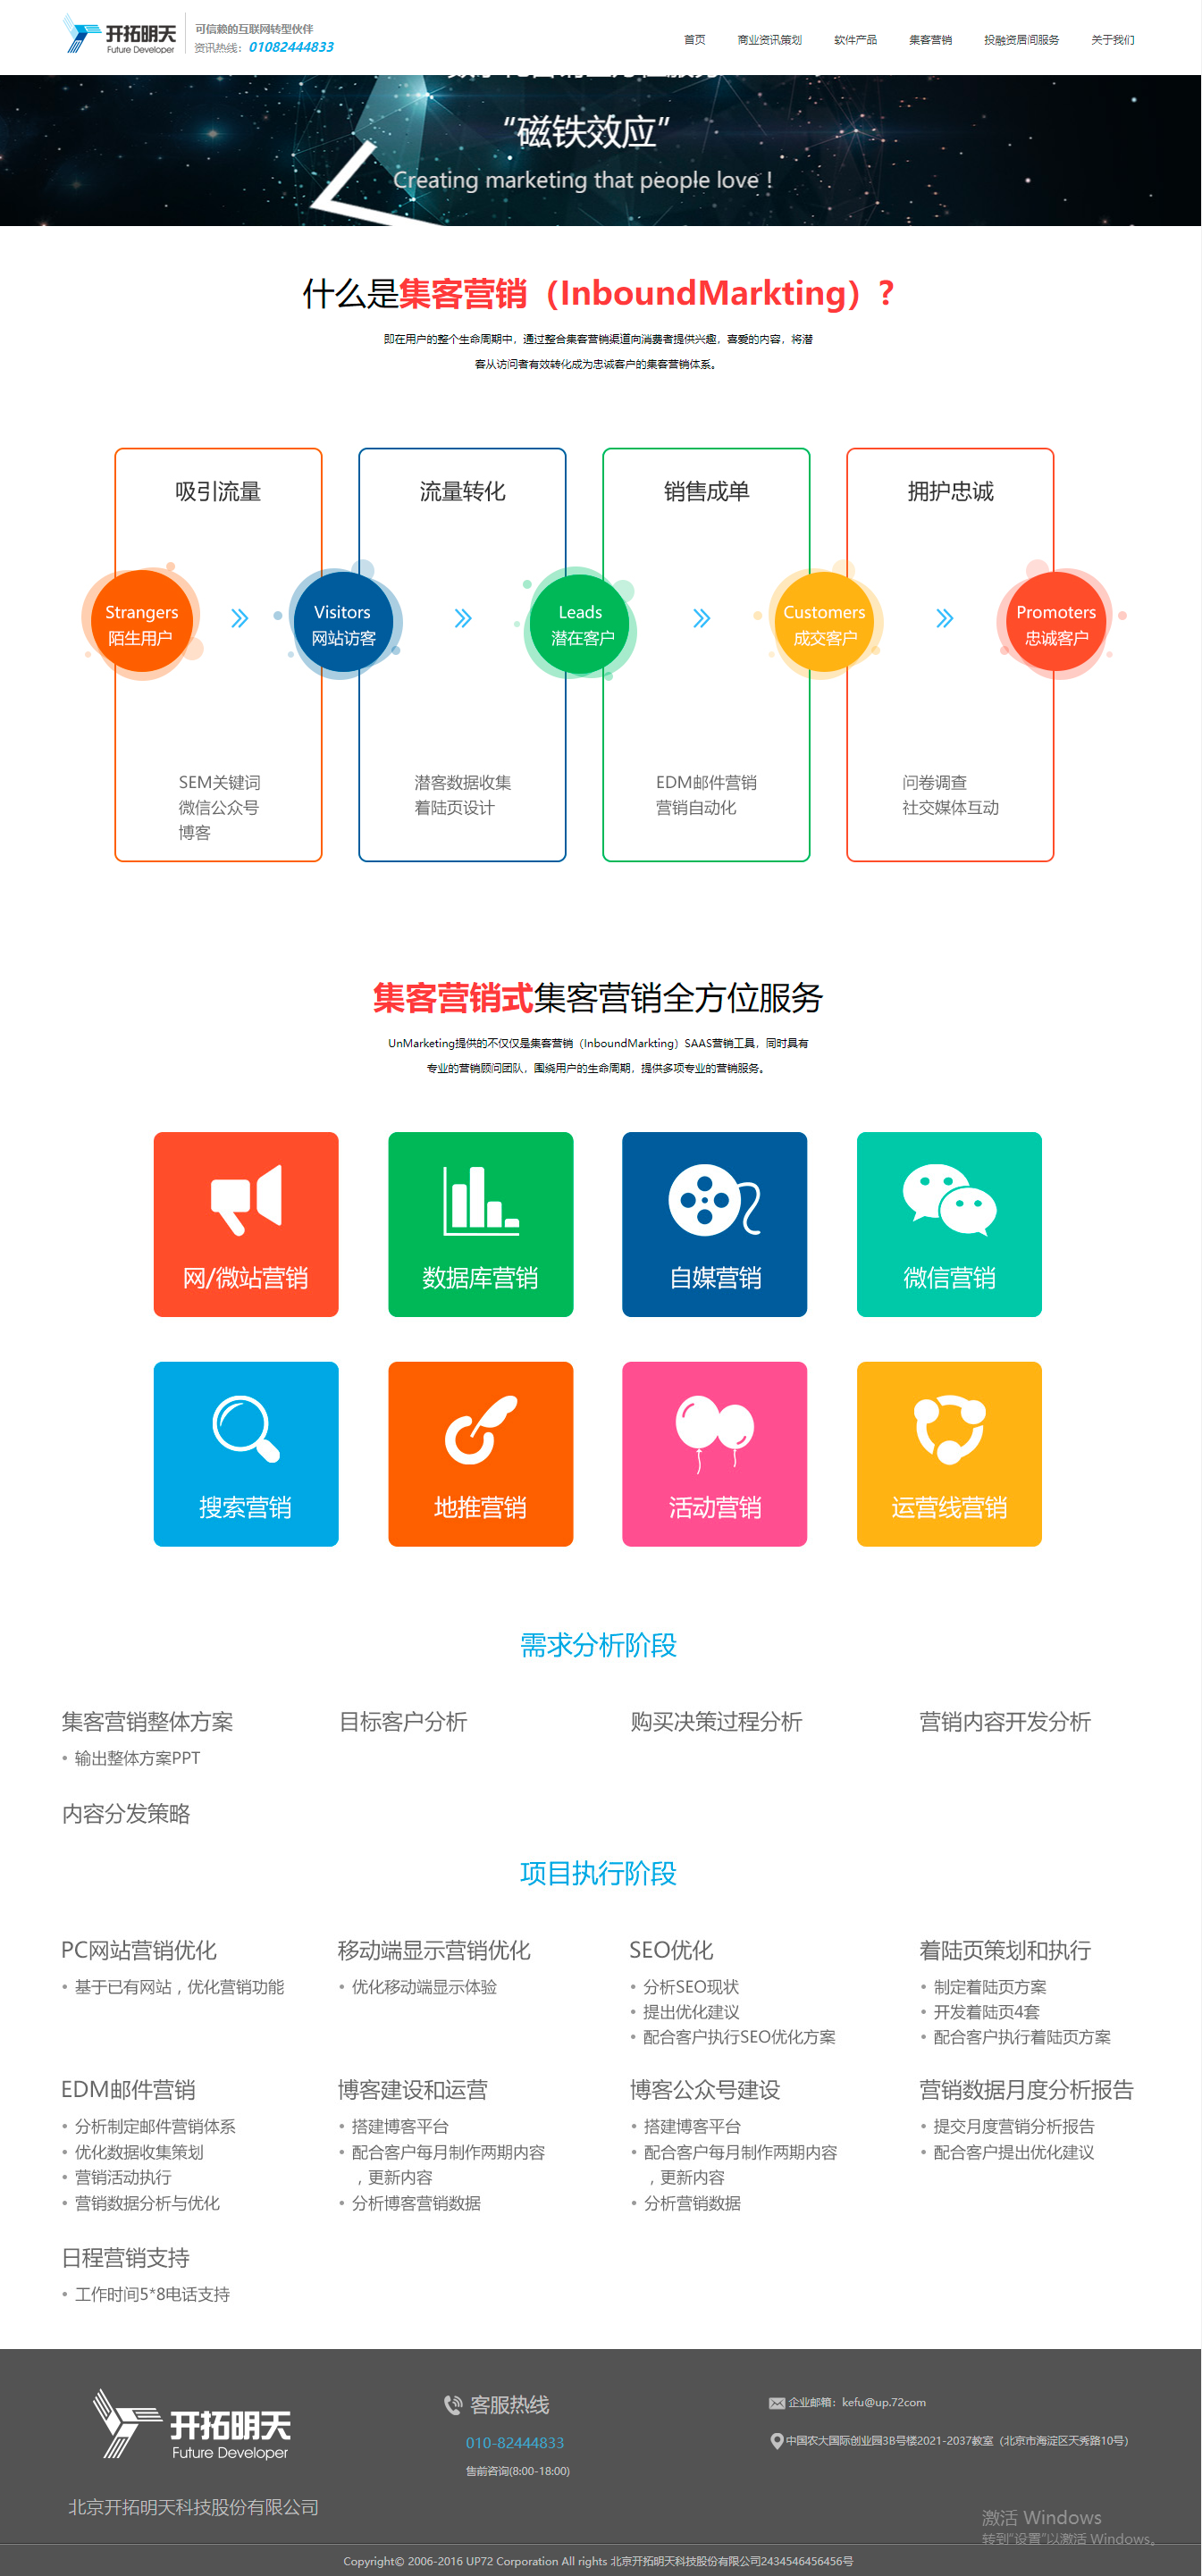 开拓明天
Future Developer
可信赖的互联网转型伙伴
资讯热线：01082444833
首页 商业资讯策划 软件产品 集客营销 投融资居间服务 关于我们
“磁铁效应”
Creating marketing that people love !
什么是集客营销（InboundMarkting）?
即在用户的整个生命周期中，通过整合集客营销渠道向消费者提供兴趣，喜爱的内容，将潜
客从访问者有效转化成为忠诚客户的集客营销体系。
吸引流量 流量转化 销售成单 拥护忠诚
Strangers Visitors Leads Customers Promoters
陌生用户 网站访客 潜在客户 成交客户 忠诚客户
SEM关键词 潜客数据收集 EDM邮件营销 问卷调查
微信公众号 着陆页设计 营销自动化 社交媒体互动
博客
集客营销式集客营销全方位服务
UnMarketing提供的不仅仅是集客营销（InboundMarkting）SAAS营销工具，同时具有
专业的营销顾问团队，围绕用户的生命周期，提供多项专业的营销服务。
网/微站营销 数据库营销 自媒营销 微信营销
搜索营销 地推营销 活动营销 运营线营销
需求分析阶段
集客营销整体方案 目标客户分析 购买决策过程分析 营销内容开发分析
• 输出整体方案PPT
内容分发策略
项目执行阶段
PC网站营销优化 移动端显示营销优化 SEO优化 着陆页策划和执行
• 基于已有网站，优化营销功能 • 优化移动端显示体验 • 分析SEO现状 • 制定着陆页方案
• 提出优化建议 • 开发着陆页4套
• 配合客户执行SEO优化方案 • 配合客户执行着陆页方案
EDM邮件营销 博客建设和运营 博客公众号建设 营销数据月度分析报告
• 分析制定邮件营销体系 • 搭建博客平台 • 搭建博客平台 • 提交月度营销分析报告
• 优化数据收集策划 • 配合客户每月制作两期内容 • 配合客户每月制作两期内容 • 配合客户提出优化建议
• 营销活动执行 ，更新内容 ，更新内容
• 营销数据分析与优化 • 分析博客营销数据 • 分析营销数据
日程营销支持
• 工作时间5*8电话支持
开拓明天
Future Developer
北京开拓明天科技股份有限公司
客服热线
010-82444833
售前咨询(8:00-18:00)
企业邮箱：kefu@up.72com
中国农大国际创业园3B号楼2021-2037教室（北京市海淀区天秀路10号）
激活 Windows
转到“设置”以激活 Windows。
Copyright© 2006-2016 UP72 Corporation All rights 北京开拓明天科技股份有限公司2434546456456号